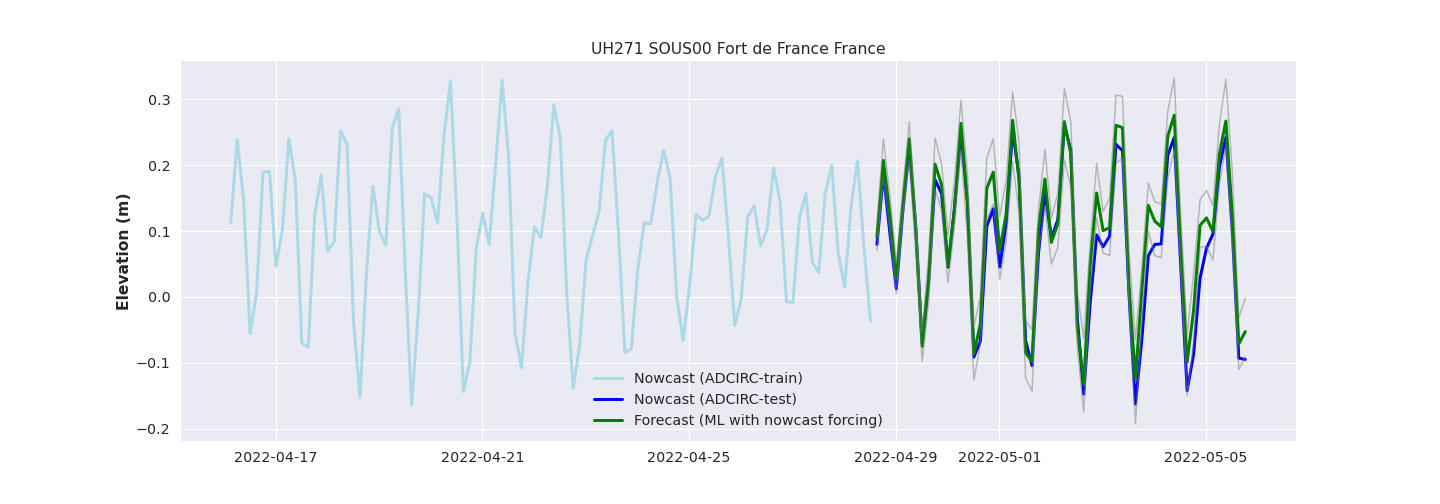 UH271 SOUS00 Fort de France France
Elevation (m)
0.3
0.2
0.1
0.0
−0.1
−0.2
Nowcast (ADCIRC-train)
Nowcast (ADCIRC-test)
Forecast (ML with nowcast forcing)
2022-04-17 2022-04-21 2022-04-25 2022-04-29 2022-05-01 2022-05-05